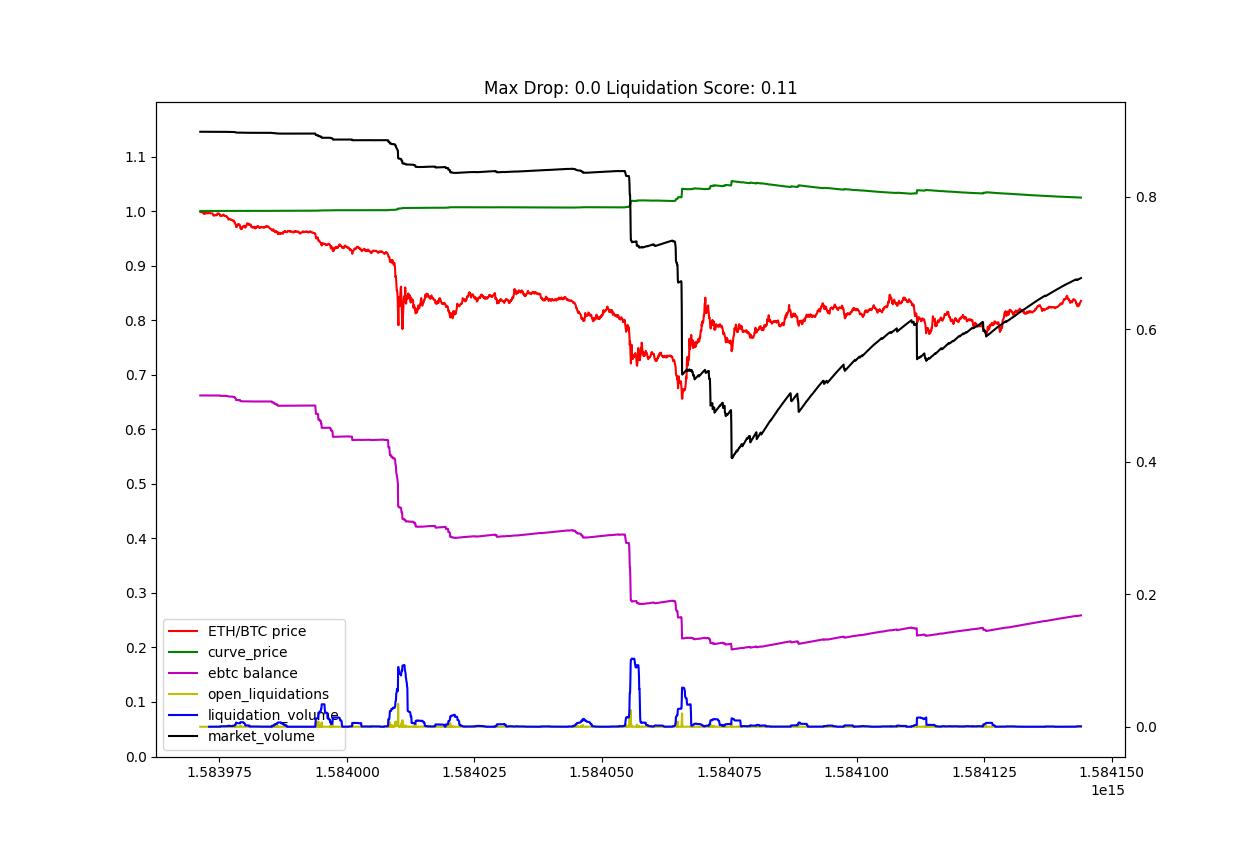 Max Drop: 0.0 Liquidation Score: 0.11
1.1
1.0
0.9
0.8
0.7
0.6
0.5
0.4
0.3
0.2
0.1
0.0
0.8
0.6
0.4
0.2
0.0
ETH/BTC price
curve_price
ebtc balance
open_liquidations
liquidation_volume
market_volume
1.583975 1.584000 1.584025 1.584050 1.584075 1.584100 1.584125 1.584150
1e15